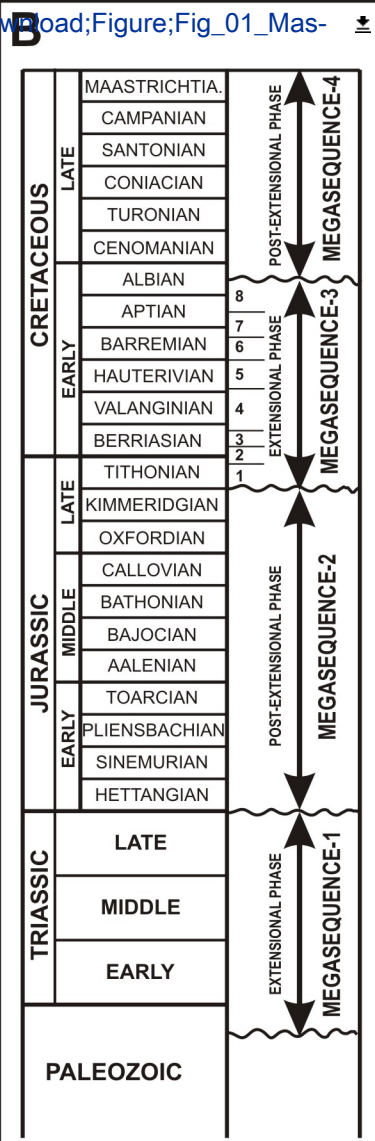 B
wnload;Figure;Fig_01_Mas-
CRETACEOUS
LATE
MAASTRICHTIA.
CAMPANIAN
SANTONIAN
CONIACIAN
TURONIAN
CENOMANIAN
EARLY
ALBIAN
APTIAN
BARREMIAN
HAUTERIVIAN
VALANGINIAN
BERRIASIAN
JURASSIC
LATE
TITHONIAN
KIMMERIDGIAN
OXFORDIAN
MIDDLE
CALLOVIAN
BATHONIAN
BAJOCIAN
AALENIAN
EARLY
TOARCIAN
PLIENSBACHIAN
SINEMURIAN
HETTANGIAN
TRIASSIC
LATE
MIDDLE
EARLY
PALEOZOIC
8
7
6
5
4
3
2
1
POST-EXTENSIONAL PHASE
MEGASEQUENCE-4
EXTENSIONAL PHASE
MEGASEQUENCE-3
POST-EXTENSIONAL PHASE
MEGASEQUENCE-2
EXTENSIONAL PHASE
MEGASEQUENCE-1